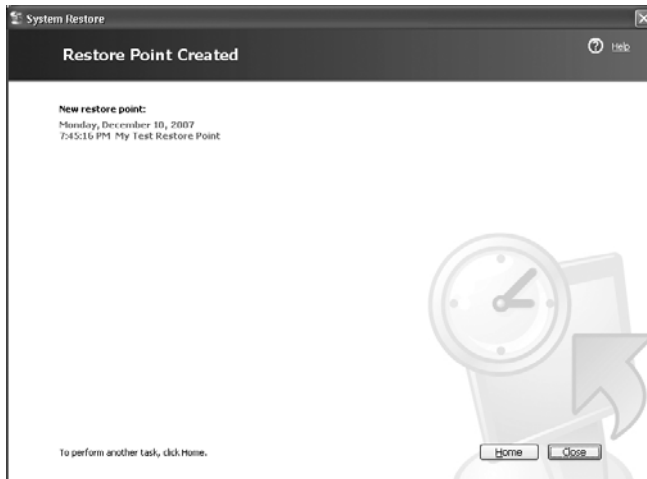 System Restore
Restore Point Created
Help
New restore point:
Monday, December 10, 2007
7:45:16 PM My Test Restore Point
To perform another task, click Home.
Home
Close